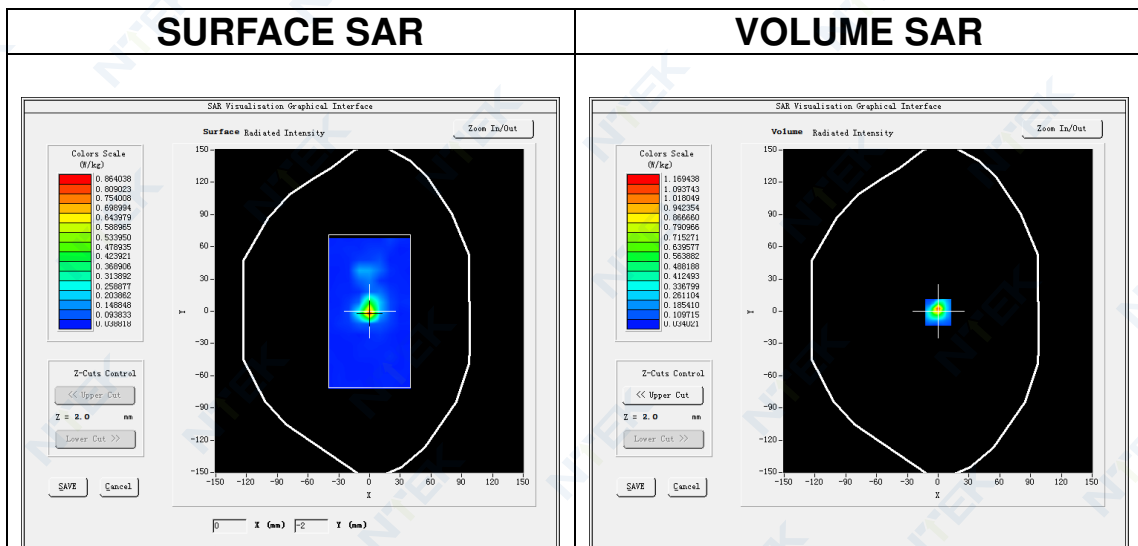 SURFACE SAR
VOLUME SAR
SAR Visualisation Graphical Interface
Surface Radiated Intensity
Zoom In/Out
Colors Scale
(W/kg)
0.864038
0.809023
0.754008
0.698994
0.643979
0.588965
0.533950
0.478935
0.423921
0.368906
0.313892
0.258877
0.203862
0.148848
0.093833
0.038818
150
120
90
60
30
0
-30
-60
-90
-120
-150
Y
-150 -120 -90 -60 -30 0 30 60 90 120 150
X
Z-Cuts Control
<< Upper Cut
Z = 2.0 mm
Lower Cut >>
SAVE Cancel
0 X (mm) -2 Y (mm)
SAR Visualisation Graphical Interface
Volume Radiated Intensity
Zoom In/Out
Colors Scale
(W/kg)
1.169438
1.093743
1.018049
0.942354
0.866660
0.790966
0.715271
0.639577
0.563882
0.488188
0.412493
0.336799
0.261104
0.185410
0.109715
0.034021
150
120
90
60
30
0
-30
-60
-90
-120
-150
Y
-150 -120 -90 -60 -30 0 30 60 90 120 150
X
Z-Cuts Control
<< Upper Cut
Z = 2.0 mm
Lower Cut >>
SAVE Cancel
NTEK